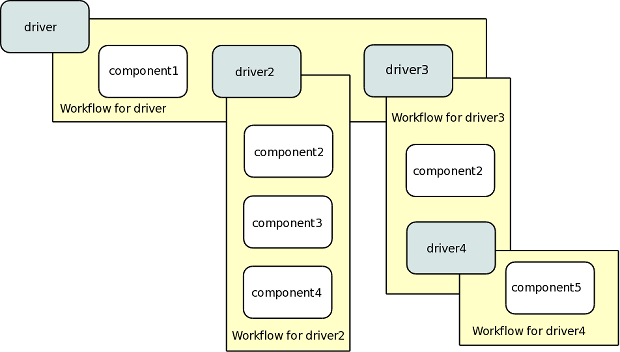 driver
component1
driver2
driver3
Workflow for driver
Workflow for driver3
component2
component2
component3
driver4
component4
component5
Workflow for driver2
Workflow for driver4